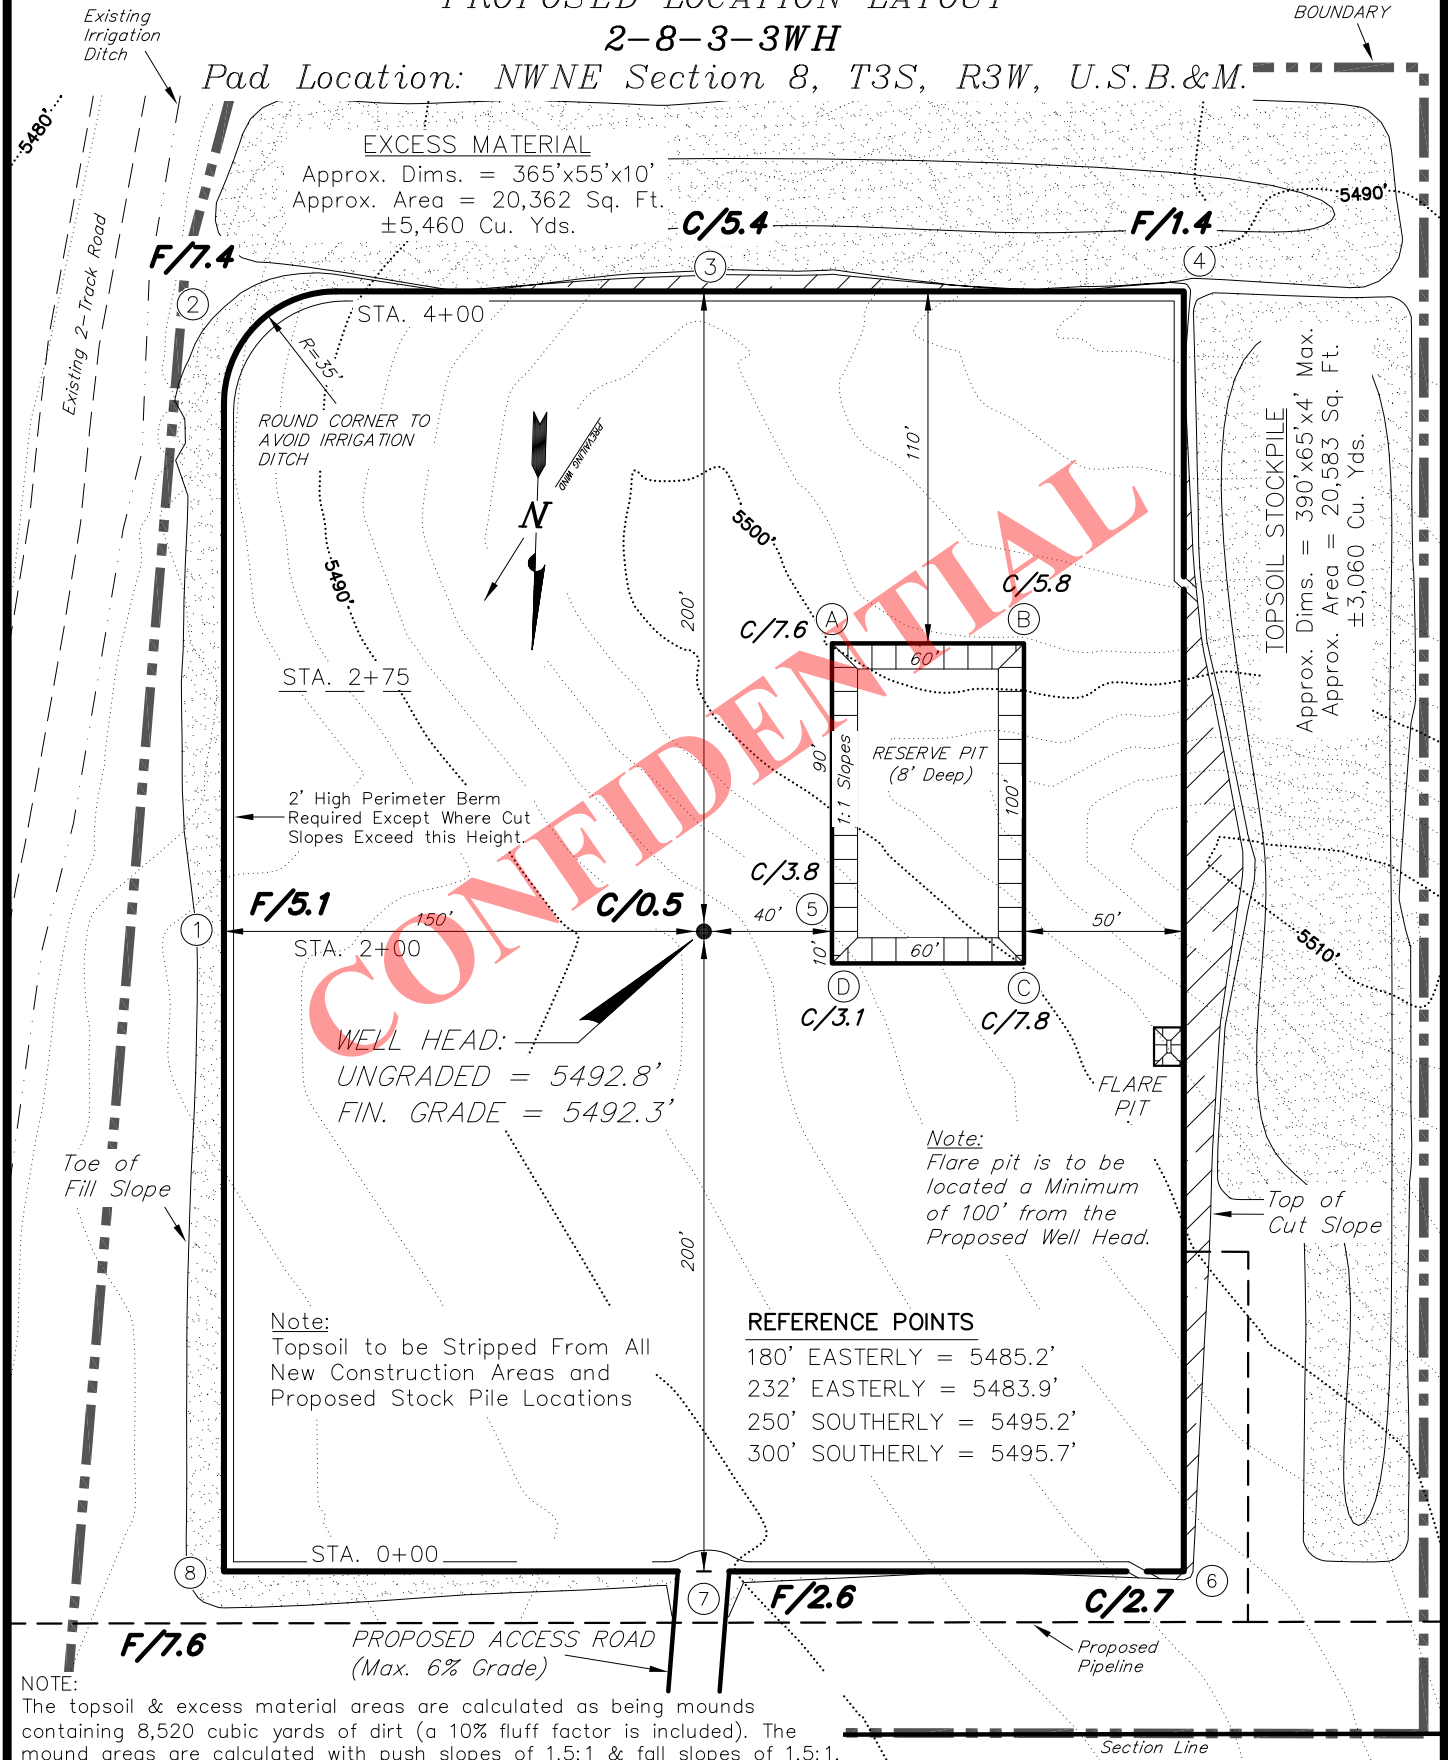 PROPOSED LOCATION LAYOUT
2-8-3-3WH
Pad Location: NWNE Section 8, T3S, R3W, U.S.B.&M.
Existing
Irrigation
Ditch
BOUNDARY
5480'
EXCESS MATERIAL
Approx. Dims. = 365'x55'x10'
Approx. Area = 20,362 Sq. Ft.
±5,460 Cu. Yds.
5490'
F/7.4
C/5.4
F/1.4
2
3
4
STA. 4+00
R=35'
Existing 2-Track Road
ROUND CORNER TO
AVOID IRRIGATION
DITCH
PREVAILING WIND
N
110'
TOPSOIL STOCKPILE
Approx. Dims. = 390'x65'x4' Max.
Approx. Area = 20,583 Sq. Ft.
±3,060 Cu. Yds.
5490'
5500'
200'
C/7.6
A
C/5.8
B
60'
STA. 2+75
90'
1:1 Slopes
RESERVE PIT
(8' Deep)
100'
2' High Perimeter Berm
Required Except Where Cut
Slopes Exceed this Height.
CONFIDENTIAL
C/3.8
1
F/5.1
C/0.5
5
150'
40'
50'
STA. 2+00
10'
60'
5510'
D
C/3.1
C
C/7.8
WELL HEAD:
UNGRADED = 5492.8'
FIN. GRADE = 5492.3'
FLARE
PIT
Note:
Flare pit is to be
located a Minimum
of 100' from the
Proposed Well Head.
Toe of
Fill Slope
Top of
Cut Slope
200'
Note:
Topsoil to be Stripped From All
New Construction Areas and
Proposed Stock Pile Locations
REFERENCE POINTS
180' EASTERLY = 5485.2'
232' EASTERLY = 5483.9'
250' SOUTHERLY = 5495.2'
300' SOUTHERLY = 5495.7'
STA. 0+00
8
7
6
F/7.6
F/2.6
C/2.7
PROPOSED ACCESS ROAD
(Max. 6% Grade)
Proposed
Pipeline
NOTE:
The topsoil & excess material areas are calculated as being mounds
containing 8,520 cubic yards of dirt (a 10% fluff factor is included). The
mound areas are calculated with push slopes of 1.5:1 & fall slopes of 1.5:1.
Section Line